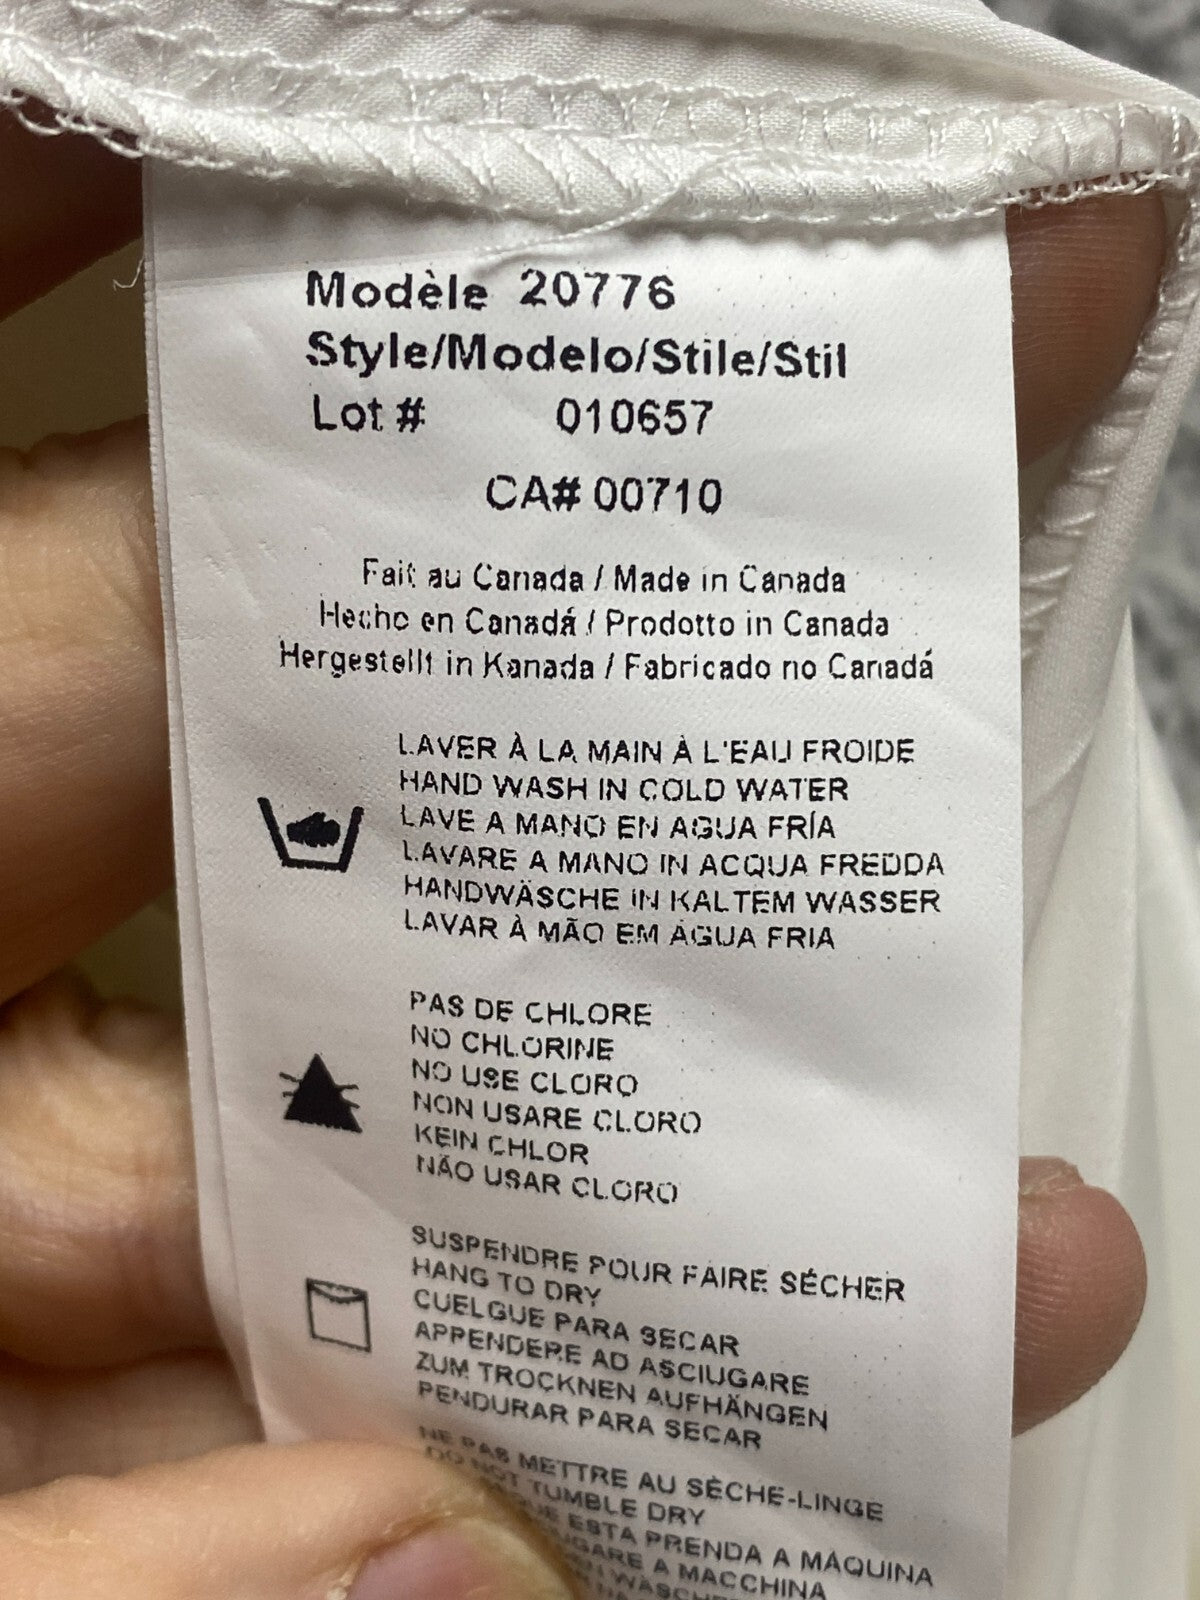 Modèle 20776
Style/Modelo/Stile/Stil
Lot # 010657
CA# 00710
Fait au Canada / Made in Canada
Hecho en Canadá / Prodotto in Canada
Hergestellt in Kanada / Fabricado no Canadá
LAVER À LA MAIN À L'EAU FROIDE
HAND WASH IN COLD WATER
LAVE A MANO EN AGUA FRÍA
LAVARE A MANO IN ACQUA FREDDA
HANDWÄSCHE IN KALTEM WASSER
LAVAR À MÃO EM ÁGUA FRIA
PAS DE CHLORE
NO CHLORINE
NO USE CLORO
NON USARE CLORO
KEIN CHLOR
NÃO USAR CLORO
SUSPENDRE POUR FAIRE SÉCHER
HANG TO DRY
CUELGUE PARA SECAR
APPENDERE AD ASCIUGARE
ZUM TROCKNEN AUFHÄNGEN
PENDURAR PARA SECAR
NE PAS METTRE AU SÈCHE-LINGE
DO NOT TUMBLE DRY
ESTA PRENDA A MÁQUINA
A MACCHINA